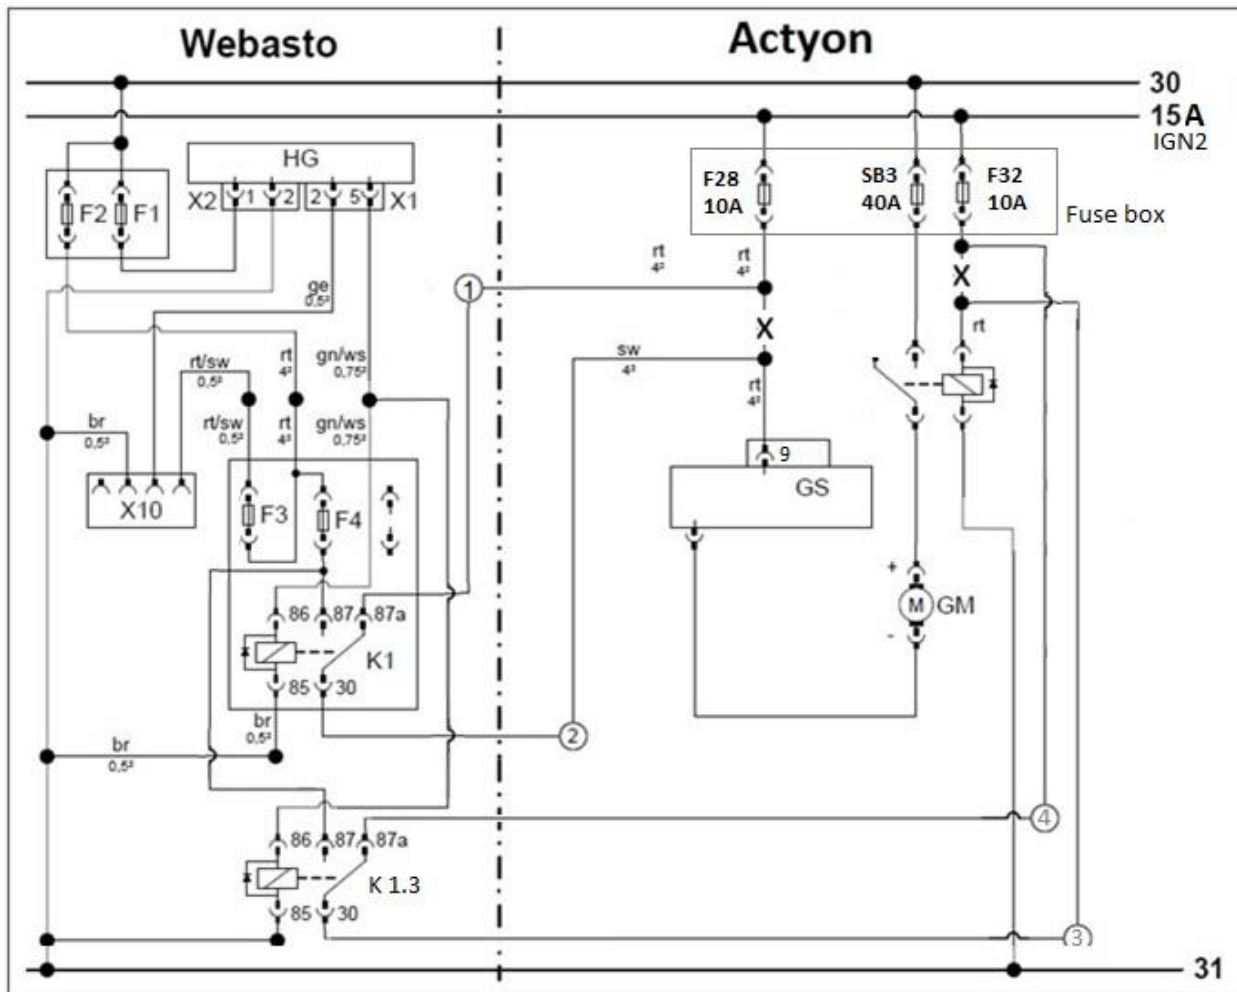 Webasto
Actyon
30
15A
IGN2
HG
X2 1 2 2 5 X1
F2 F1
F28
10A
SB3
40A
F32
10A
Fuse box
rt
4²
rt
4²
ge
0,5²
1
X
X
rt
rt/sw
0,5²
rt
4²
gn/ws
0,75²
sw
4²
rt
4²
br
0,5²
rt/sw
0,5²
rt
4²
gn/ws
0,75²
X10
F3
F4
9
GS
+
M
GM
-
86 87 87a
K1
85 30
br
0,5²
2
br
0,5²
4
86 87 87a
K 1.3
85 30
3
31